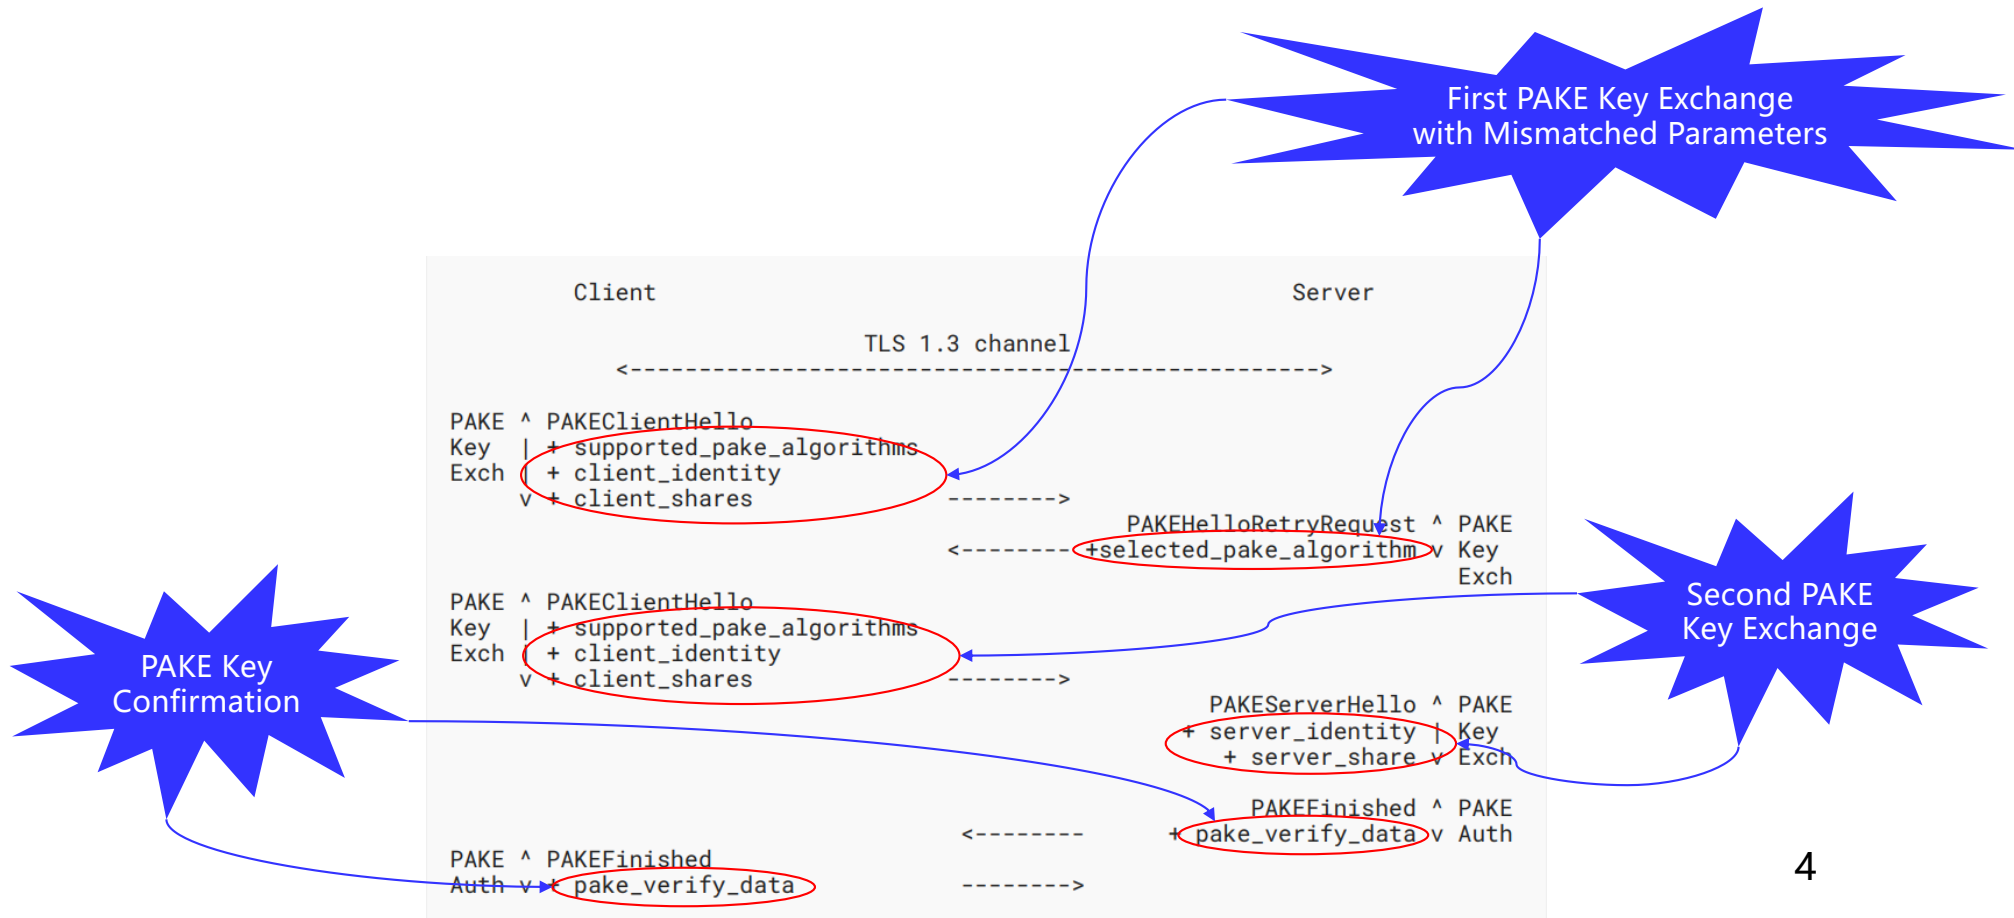 First PAKE Key Exchange
with Mismatched Parameters
Client Server
TLS 1.3 channel
<-------------------------------------------------->
PAKE ^ PAKEClientHello
Key | + supported_pake_algorithms
Exch | + client_identity
v + client_shares -------->
PAKEHelloRetryRequest ^ PAKE
<-------- +selected_pake_algorithm v Key
Exch
PAKE ^ PAKEClientHello
Key | + supported_pake_algorithms
Exch | + client_identity
v + client_shares -------->
PAKEServerHello ^ PAKE
+ server_identity | Key
+ server_share v Exch
PAKEFinished ^ PAKE
<-------- + pake_verify_data v Auth
PAKE ^ PAKEFinished
Auth v + pake_verify_data -------->
Second PAKE
Key Exchange
PAKE Key
Confirmation
4